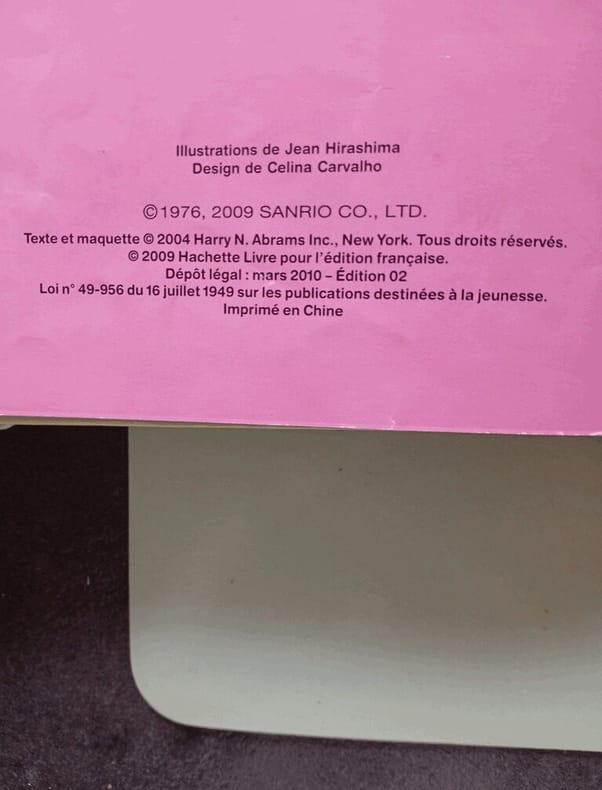 Illustrations de Jean Hirashima
Design de Celina Carvalho
©1976, 2009 SANRIO CO., LTD.
Texte et maquette © 2004 Harry N. Abrams Inc., New York. Tous droits réservés.
© 2009 Hachette Livre pour l'édition française.
Dépôt légal : mars 2010 – Édition 02
Loi n° 49-956 du 16 juillet 1949 sur les publications destinées à la jeunesse.
Imprimé en Chine